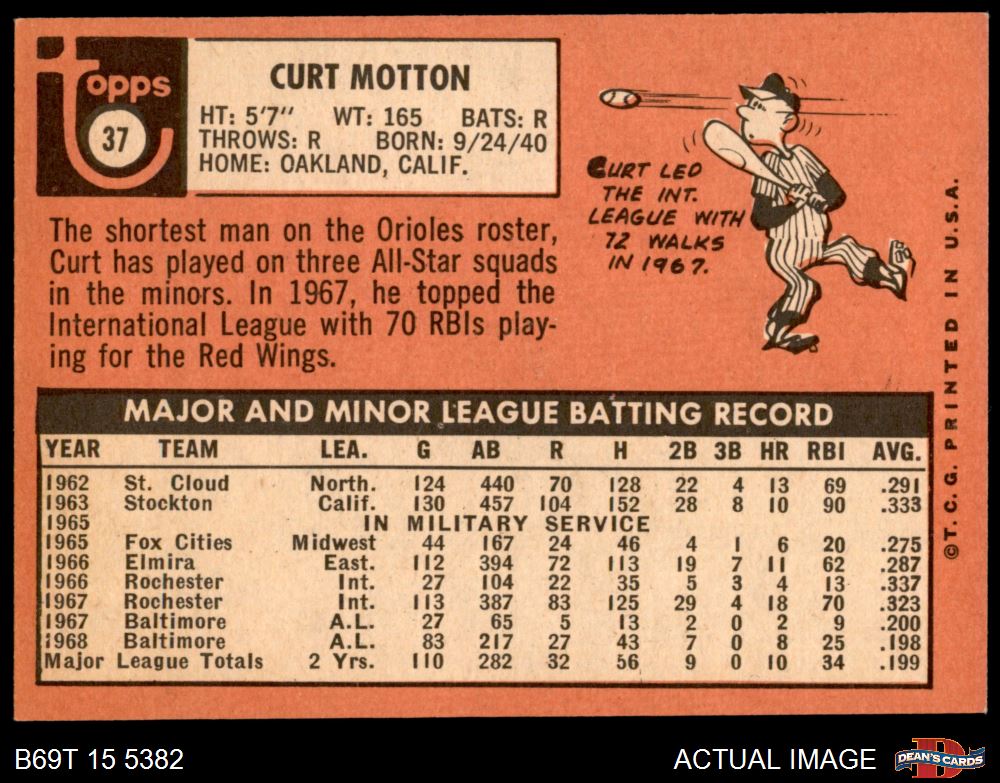 Topps
37
CURT MOTTON
HT: 5'7" WT: 165 BATS: R
THROWS: R BORN: 9/24/40
HOME: OAKLAND, CALIF.
CURT LED
THE INT.
LEAGUE WITH
72 WALKS
IN 1967.
The shortest man on the Orioles roster,
Curt has played on three All-Star squads
in the minors. In 1967, he topped the
International League with 70 RBIs play-
ing for the Red Wings.
MAJOR AND MINOR LEAGUE BATTING RECORD
YEAR TEAM LEA. G AB R H 2B 3B HR RBI AVG.
1962 St. Cloud North. 124 440 70 128 22 4 13 69 .291
1963 Stockton Calif. 130 457 104 152 28 8 10 90 .333
1965 IN MILITARY SERVICE
1965 Fox Cities Midwest 44 167 24 46 4 1 6 20 .275
1966 Elmira East. 112 394 72 113 19 7 11 62 .287
1966 Rochester Int. 27 104 22 35 5 3 4 13 .337
1967 Rochester Int. 113 387 83 125 29 4 18 70 .323
1967 Baltimore A.L. 27 65 5 13 2 0 2 9 .200
1968 Baltimore A.L. 83 217 27 43 7 0 8 25 .198
Major League Totals 2 Yrs. 110 282 32 56 9 0 10 34 .199
©T.C.G. PRINTED IN U.S.A.
B69T 15 5382
ACTUAL IMAGE
D
DEAN'S CARDS